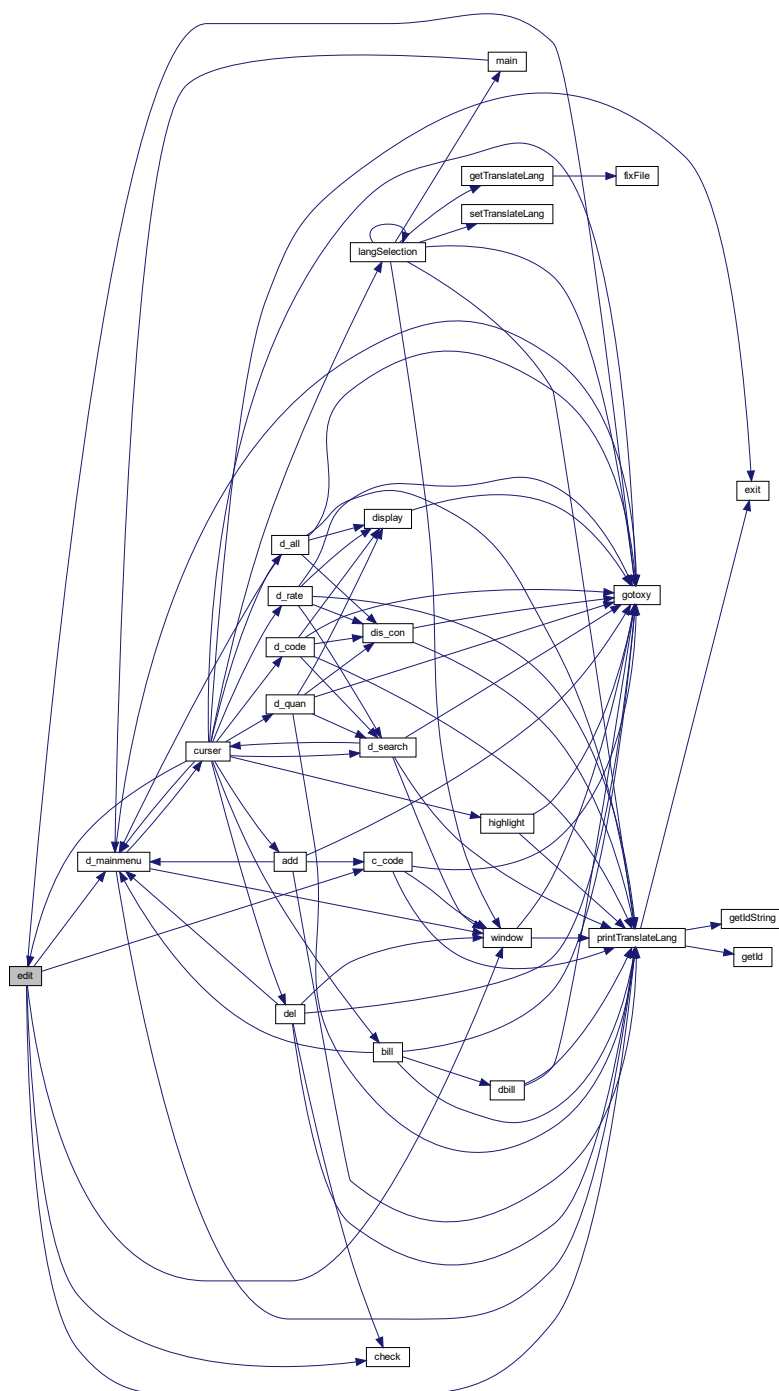 main
getTranslateLang
fixFile
setTranslateLang
langSelection
exit
display
d_all
d_rate
gotoxy
dis_con
d_code
d_quan
d_search
curser
highlight
d_mainmenu
add
c_code
getIdString
window
printTranslateLang
getId
edit
del
bill
dbill
check